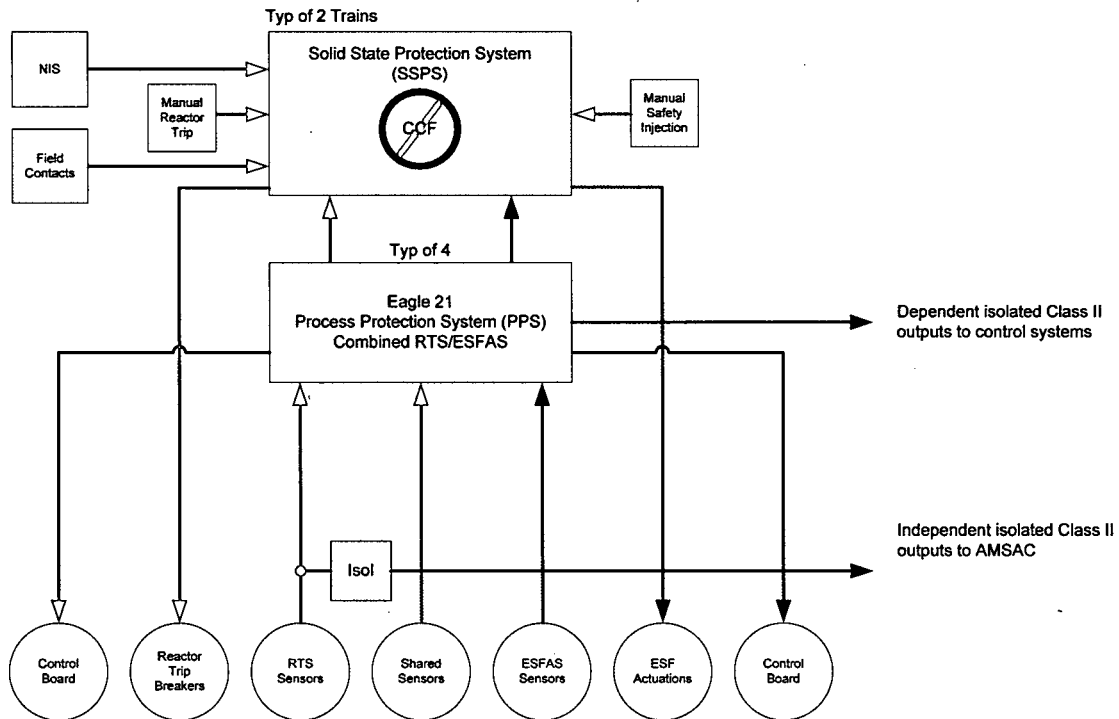 Typ of 2 Trains
Solid State Protection System
(SSPS)
CCF
NIS
Manual
Reactor
Trip
Manual
Safety
Injection
Field
Contacts
Typ of 4
Eagle 21
Process Protection System (PPS)
Combined RTS/ESFAS
Dependent isolated Class II
outputs to control systems
Independent isolated Class II
outputs to AMSAC
Isol
Control
Board
Reactor
Trip
Breakers
RTS
Sensors
Shared
Sensors
ESFAS
Sensors
ESF
Actuations
Control
Board